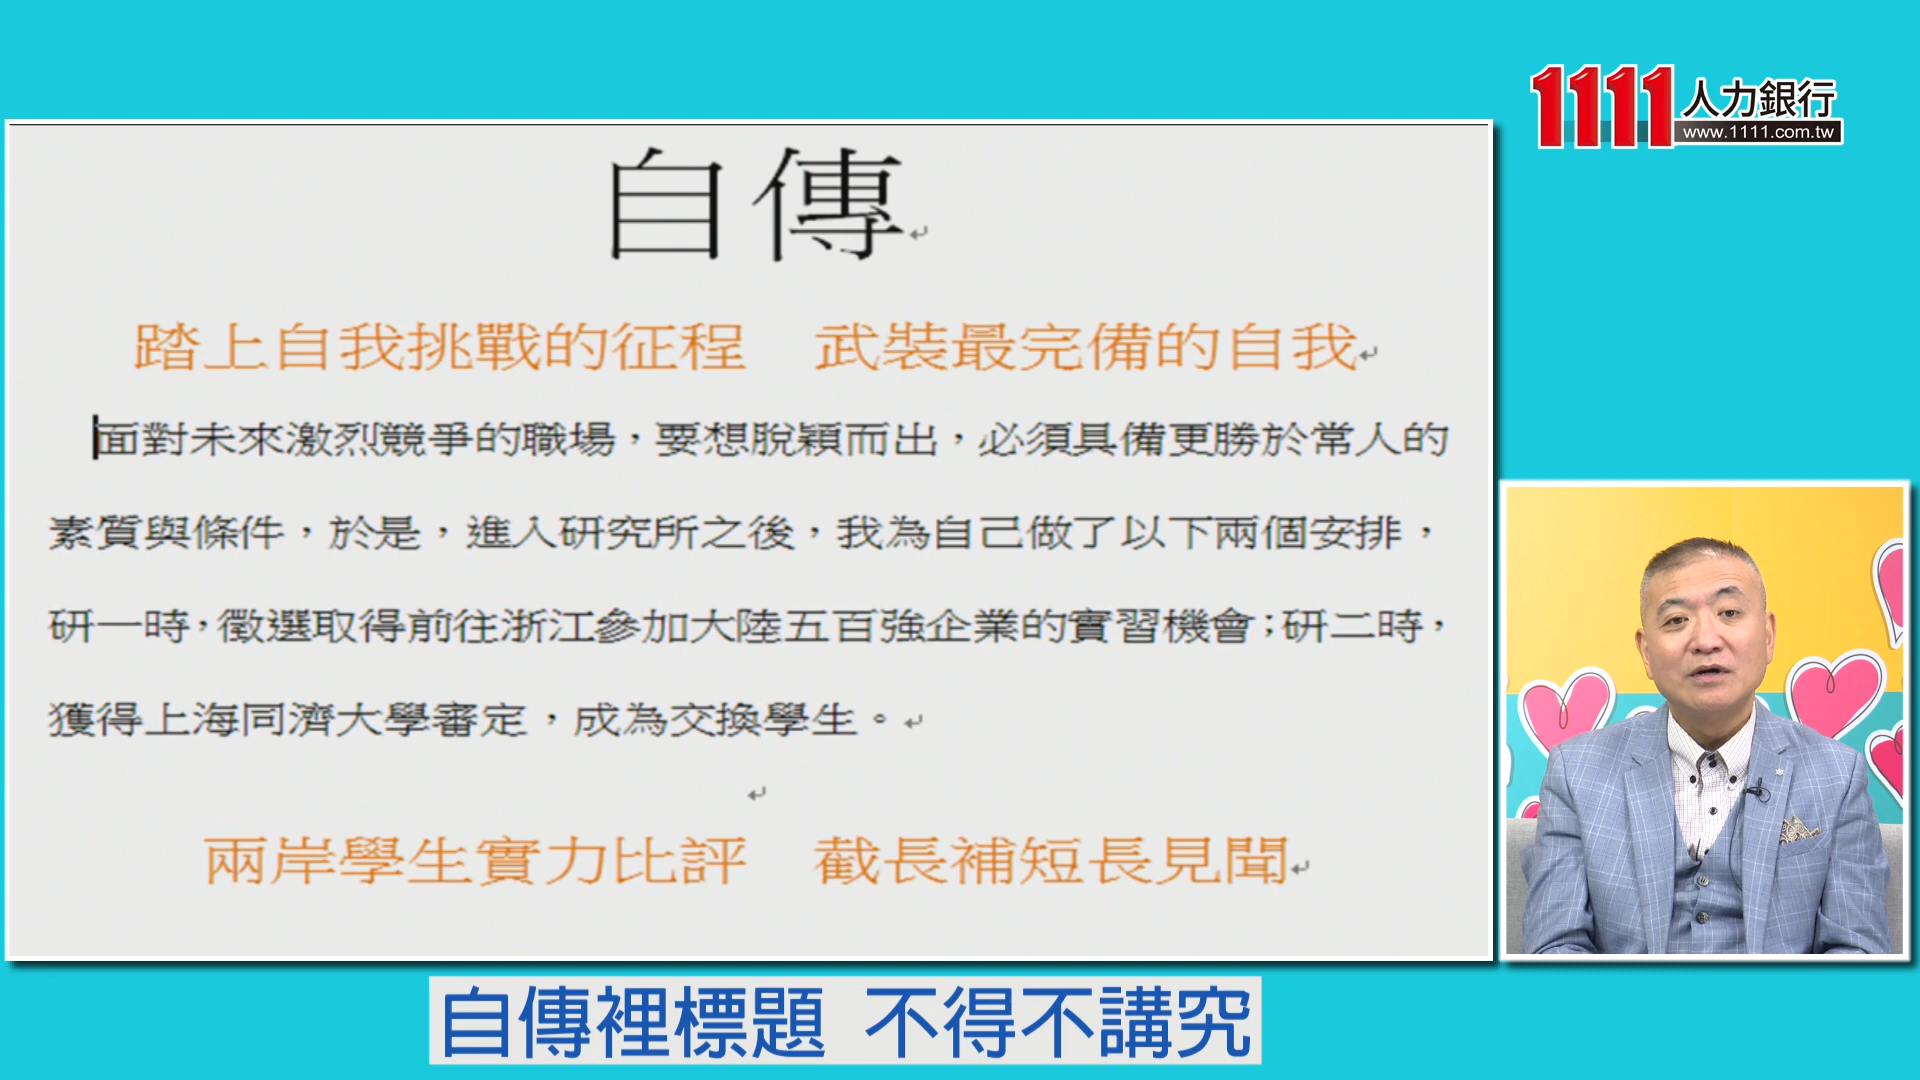 1111 人力銀行
www.1111.com.tw
自傳
踏上自我挑戰的征程 武裝最完備的自我
面對未來激烈競爭的職場,要想脫穎而出,必須具備更勝於常人的
素質與條件,於是,進入研究所之後,我為自己做了以下兩個安排,
研一時,徵選取得前往浙江參加大陸五百強企業的實習機會;研二時,
獲得上海同濟大學審定,成為交換學生。
兩岸學生實力比評 截長補短長見聞
自傳裡標題 不得不講究